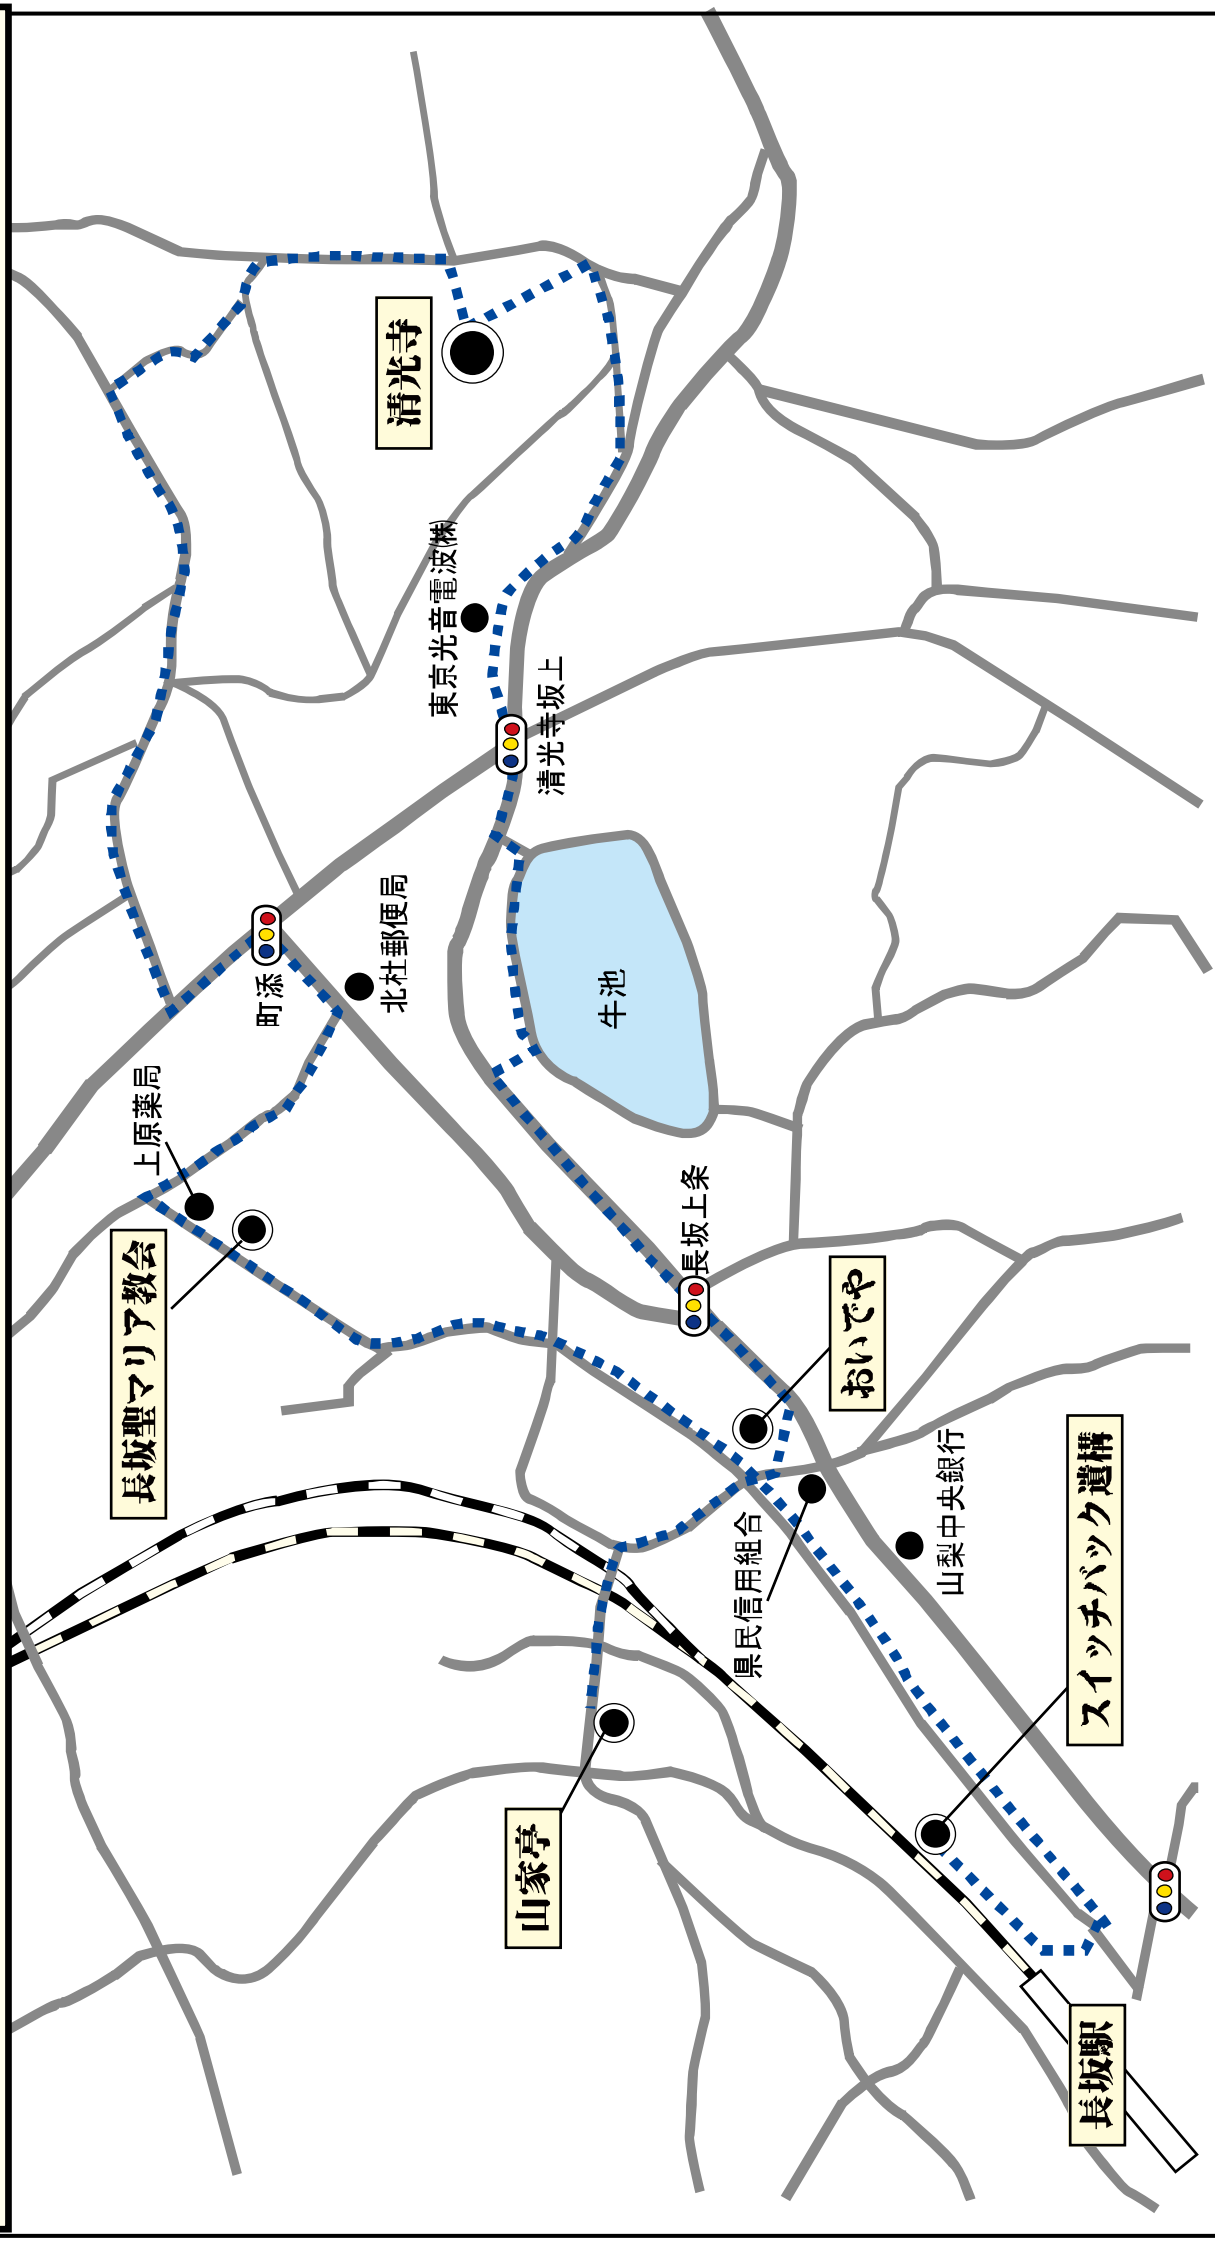 清光寺
東京光音電波㈱
清光寺坂上
北杜郵便局
町添
牛池
上原薬局
長坂聖マリア教会
長坂上条
おいでや
山梨中央銀行
県民信用組合
スイッチバック遺構
山家亭
長坂駅